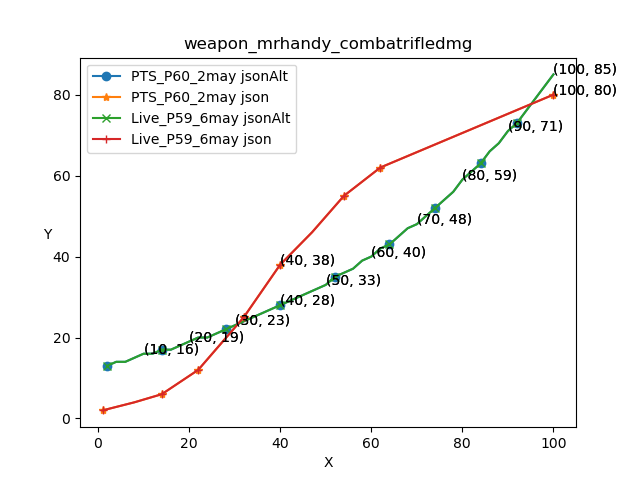 weapon_mrhandy_combatrifledmg
PTS_P60_2may jsonAlt
PTS_P60_2may json
Live_P59_6may jsonAlt
Live_P59_6may json
(100, 85)
(100, 80)
(90, 71)
(80, 59)
(70, 48)
(60, 40)
(40, 38)
(50, 33)
(40, 28)
(30, 23)
(20, 19)
(10, 16)
Y
80
60
40
20
0
0 20 40 60 80 100
X